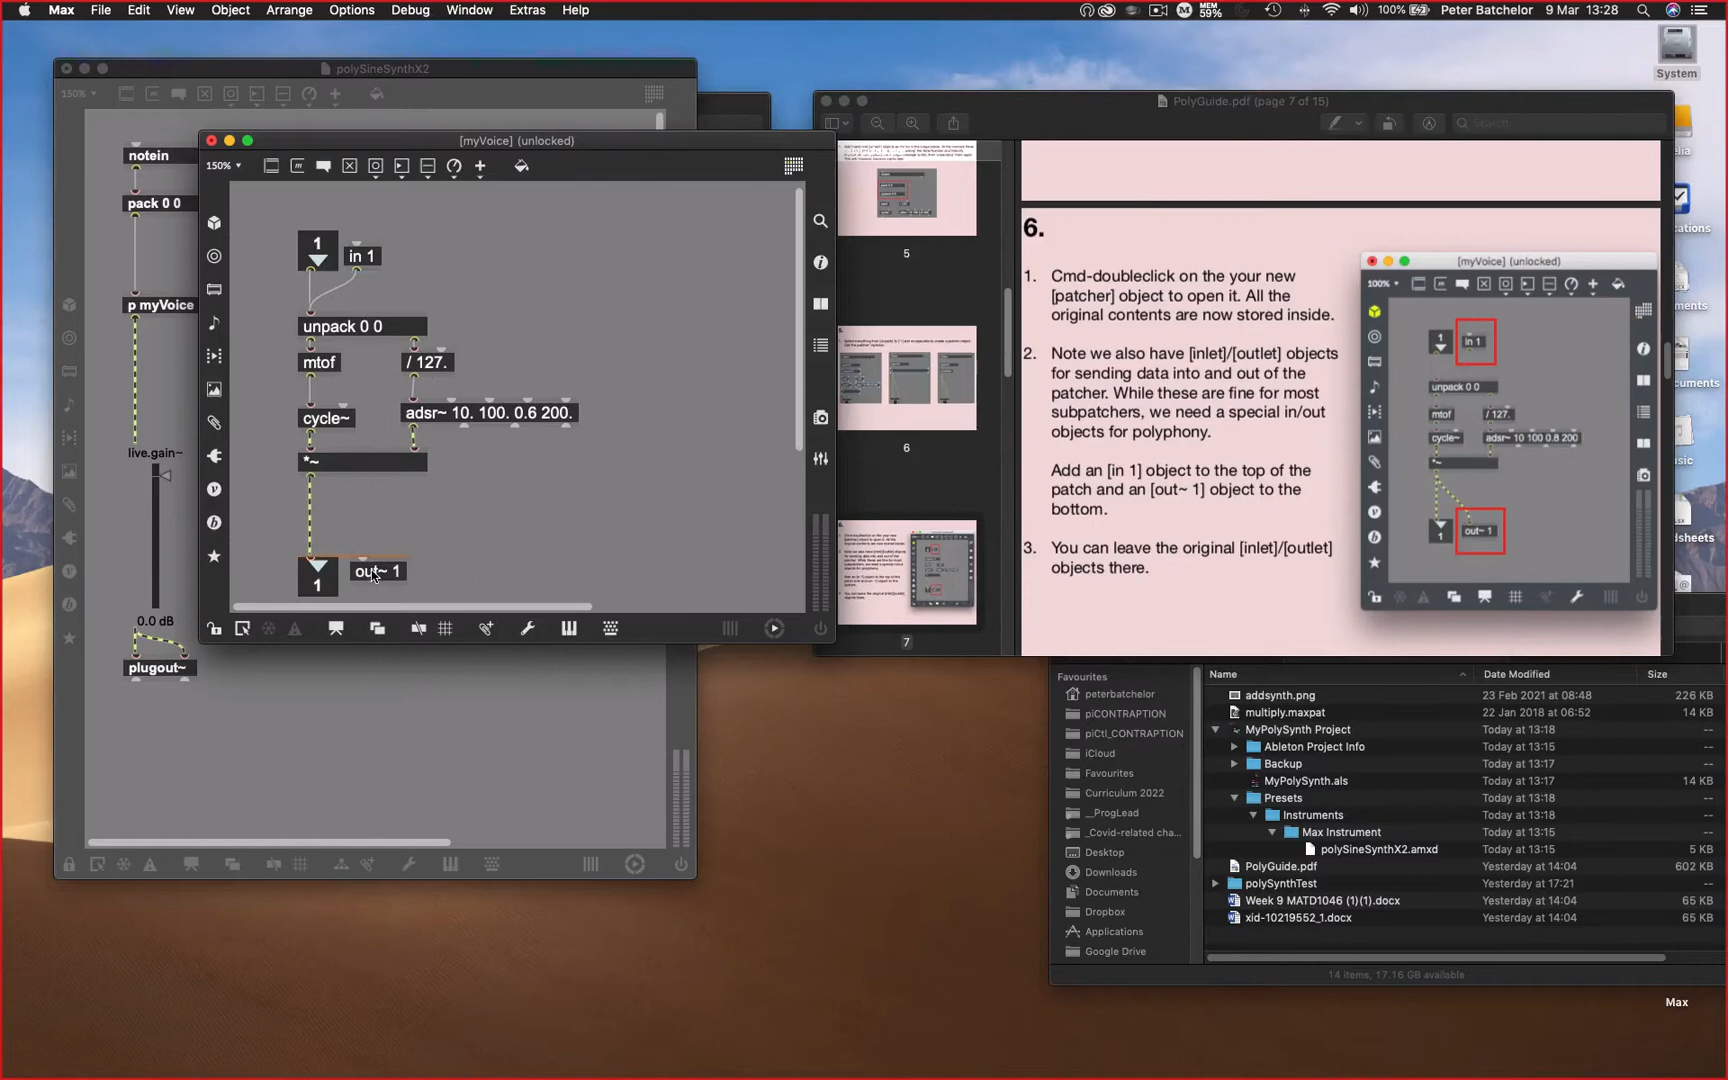 Max File Edit View Object Arrange Options Debug Window Extras Help
MEM 59%
100% Peter Batchelor 9 Mar 13:28
System
polySineSynthX2
150%
notein
pack 0 0
p myVoice
live.gain~
0.0 dB
plugout~
[myVoice] (unlocked)
150%
1
in 1
unpack 0 0
mtof
/ 127.
cycle~
adsr~ 10. 100. 0.6 200.
*~
1
out~ 1
PolyGuide.pdf (page 7 of 15)
Search
5
6
7
6.
1. Cmd-doubleclick on the your new
[patcher] object to open it. All the
original contents are now stored inside.
2. Note we also have [inlet]/[outlet] objects
for sending data into and out of the
patcher. While these are fine for most
subpatchers, we need a special in/out
objects for polyphony.
Add an [in 1] object to the top of the
patch and an [out~ 1] object to the
bottom.
3. You can leave the original [inlet]/[outlet]
objects there.
[myVoice] (unlocked)
100%
1
in 1
unpack 0 0
mtof
/ 127.
cycle~
adsr~ 10 100 0.8 200
*~
1
out~ 1
Favourites
peterbatchelor
piCONTRAPTION
piCtl_CONTRAPTION
iCloud
Favourites
Curriculum 2022
__ProgLead
_Covid-related cha...
Desktop
Downloads
Documents
Dropbox
Applications
Google Drive
Name Date Modified Size
addsynth.png 23 Feb 2021 at 08:48 226 KB
multiply.maxpat 22 Jan 2018 at 06:52 14 KB
MyPolySynth Project Today at 13:18 --
Ableton Project Info Today at 13:15 --
Backup Today at 13:17 --
MyPolySynth.als Today at 13:17 14 KB
Presets Today at 13:18 --
Instruments Today at 13:18 --
Max Instrument Today at 13:15 --
polySineSynthX2.amxd Today at 13:15 5 KB
PolyGuide.pdf Yesterday at 14:04 602 KB
polySynthTest Yesterday at 17:21 --
Week 9 MATD1046 (1)(1).docx Yesterday at 14:04 65 KB
xid-10219552_1.docx Yesterday at 14:04 65 KB
14 items, 17.16 GB available
Max